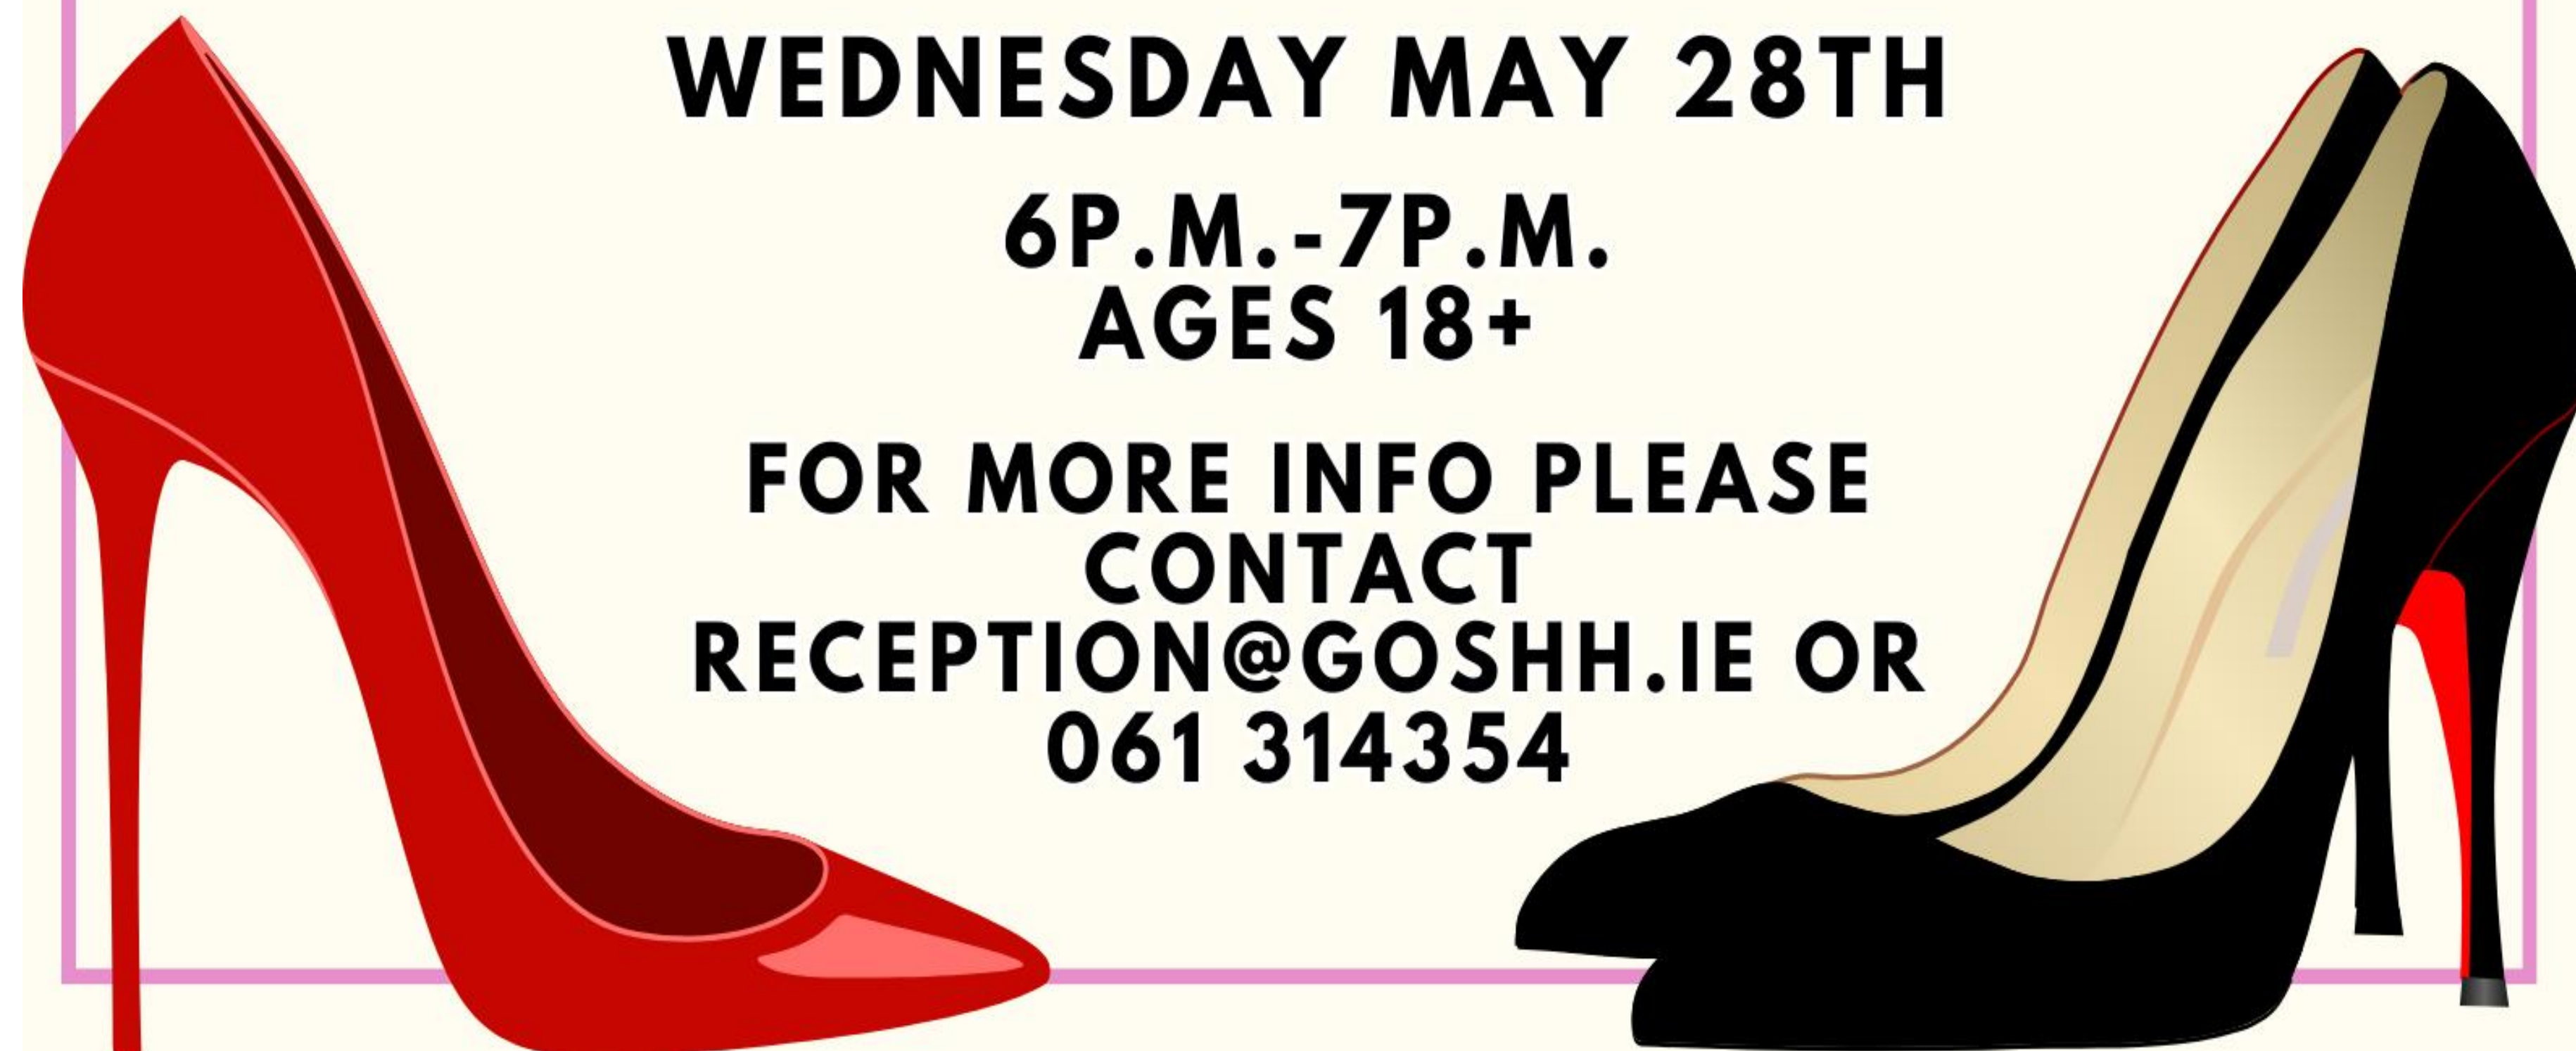 WEDNESDAY MAY 28TH
6P.M.-7P.M.
AGES 18+
FOR MORE INFO PLEASE
CONTACT
RECEPTION@GOSHH.IE OR
061 314354